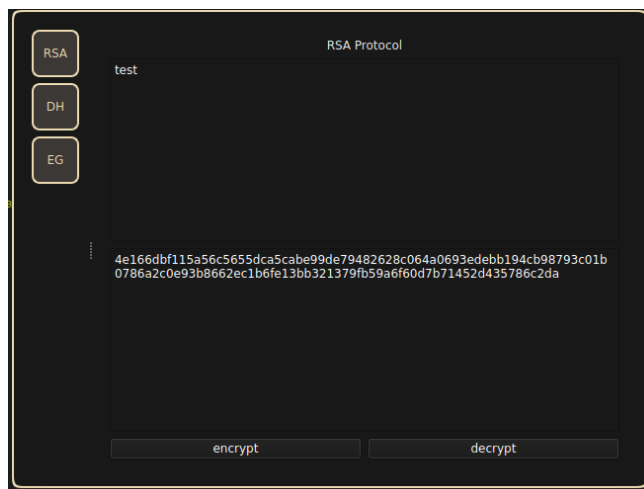 RSA Protocol
RSA
test
DH
EG
4e166dbf115a56c5655dca5cabe99de79482628c064a0693edebb194cb98793c01b
0786a2c0e93b8662ec1b6fe13bb321379fb59a6f60d7b71452d435786c2da
encrypt
decrypt